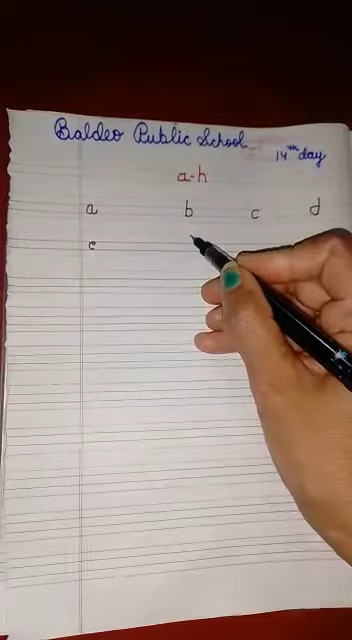 Baldeo Public School
14th day
a-h
a b c d
e